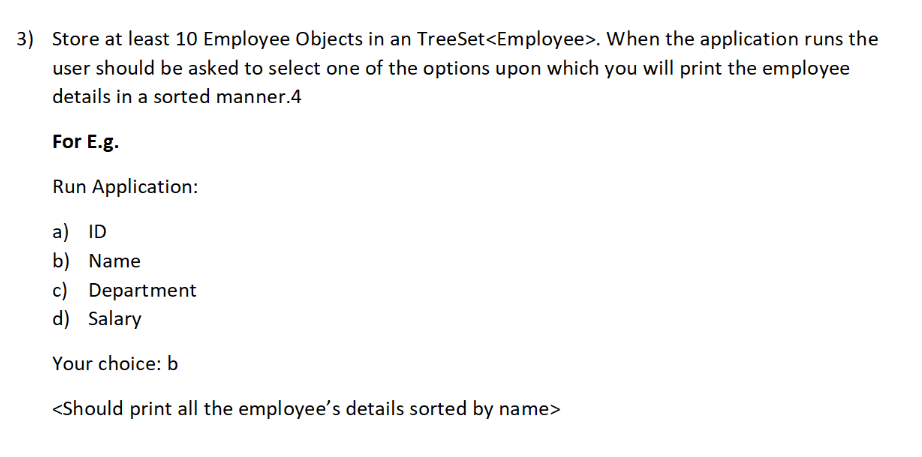 3) Store at least 10 Employee Objects in an TreeSet<Employee>. When the application runs the
user should be asked to select one of the options upon which you will print the employee
details in a sorted manner.4
For E.g.
Run Application:
a) ID
b) Name
c) Department
d) Salary
Your choice: b
<Should print all the employee’s details sorted by name>